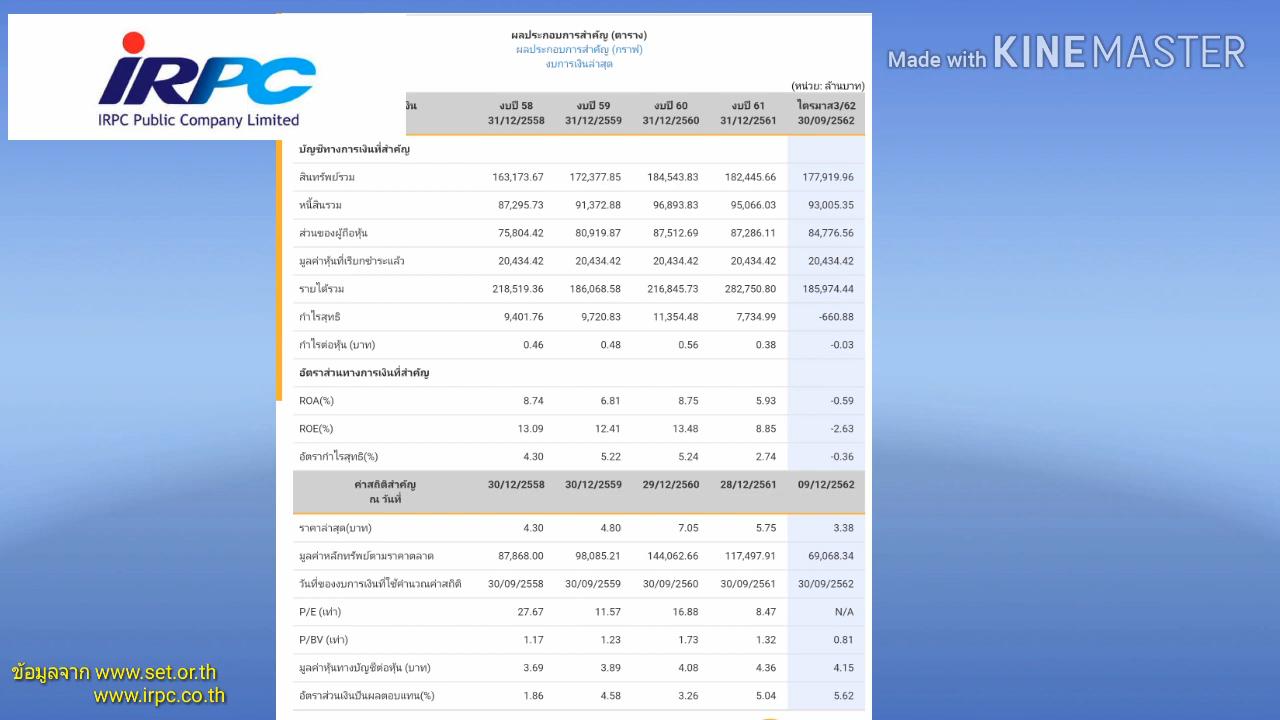 Made with KINEMASTER
iRPC
IRPC Public Company Limited
ผลประกอบการสำคัญ (ตาราง)
ผลประกอบการสำคัญ (กราฟ)
งบการเงินล่าสุด
(หน่วย: ล้านบาท)
งบปี 58 งบปี 59 งบปี 60 งบปี 61 ไตรมาส3/62
31/12/2558 31/12/2559 31/12/2560 31/12/2561 30/09/2562
บัญชีทางการเงินที่สำคัญ
สินทรัพย์รวม 163,173.67 172,377.85 184,543.83 182,445.66 177,919.96
หนี้สินรวม 87,295.73 91,372.88 96,893.83 95,066.03 93,005.35
ส่วนของผู้ถือหุ้น 75,804.42 80,919.87 87,512.69 87,286.11 84,776.56
มูลค่าหุ้นที่เรียกชำระแล้ว 20,434.42 20,434.42 20,434.42 20,434.42 20,434.42
รายได้รวม 218,519.36 186,068.58 216,845.73 282,750.80 185,974.44
กำไรสุทธิ 9,401.76 9,720.83 11,354.48 7,734.99 -660.88
กำไรต่อหุ้น (บาท) 0.46 0.48 0.56 0.38 -0.03
อัตราส่วนทางการเงินที่สำคัญ
ROA(%) 8.74 6.81 8.75 5.93 -0.59
ROE(%) 13.09 12.41 13.48 8.85 -2.63
อัตรากำไรสุทธิ(%) 4.30 5.22 5.24 2.74 -0.36
ค่าสถิติสำคัญ 30/12/2558 30/12/2559 29/12/2560 28/12/2561 09/12/2562
ณ วันที่
ราคาล่าสุด(บาท) 4.30 4.80 7.05 5.75 3.38
มูลค่าหลักทรัพย์ตามราคาตลาด 87,868.00 98,085.21 144,062.66 117,497.91 69,068.34
วันที่ของงบการเงินที่ใช้คำนวณค่าสถิติ 30/09/2558 30/09/2559 30/09/2560 30/09/2561 30/09/2562
P/E (เท่า) 27.67 11.57 16.88 8.47 N/A
P/BV (เท่า) 1.17 1.23 1.73 1.32 0.81
มูลค่าหุ้นทางบัญชีต่อหุ้น (บาท) 3.69 3.89 4.08 4.36 4.15
อัตราส่วนเงินปันผลตอบแทน(%) 1.86 4.58 3.26 5.04 5.62
ข้อมูลจาก www.set.or.th
www.irpc.co.th